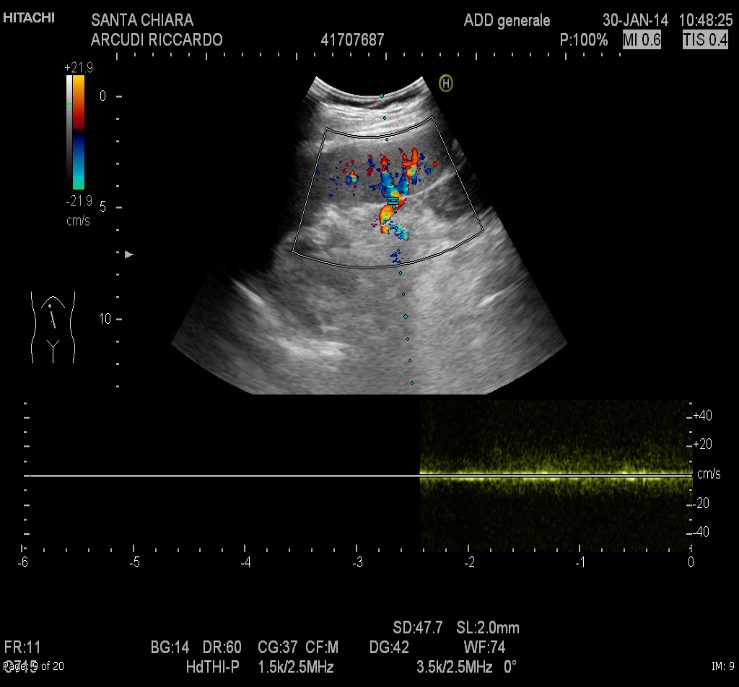 HITACHI SANTA CHIARA ADD generale 30-JAN-14 10:48:25
ARCUDI RICCARDO 41707687 P:100% MI 0.6 TIS 0.4
+21.9
-21.9
cm/s
H
0
5
10
+40
+20
cm/s
-20
-40
-6 -5 -4 -3 -2 -1 0
SD:47.7 SL:2.0mm
FR:11 BG:14 DR:60 CG:37 CF:M DG:42 WF:74
Page: 9 of 20 HdTHI-P 1.5k/2.5MHz 3.5k/2.5MHz 0° IM: 9